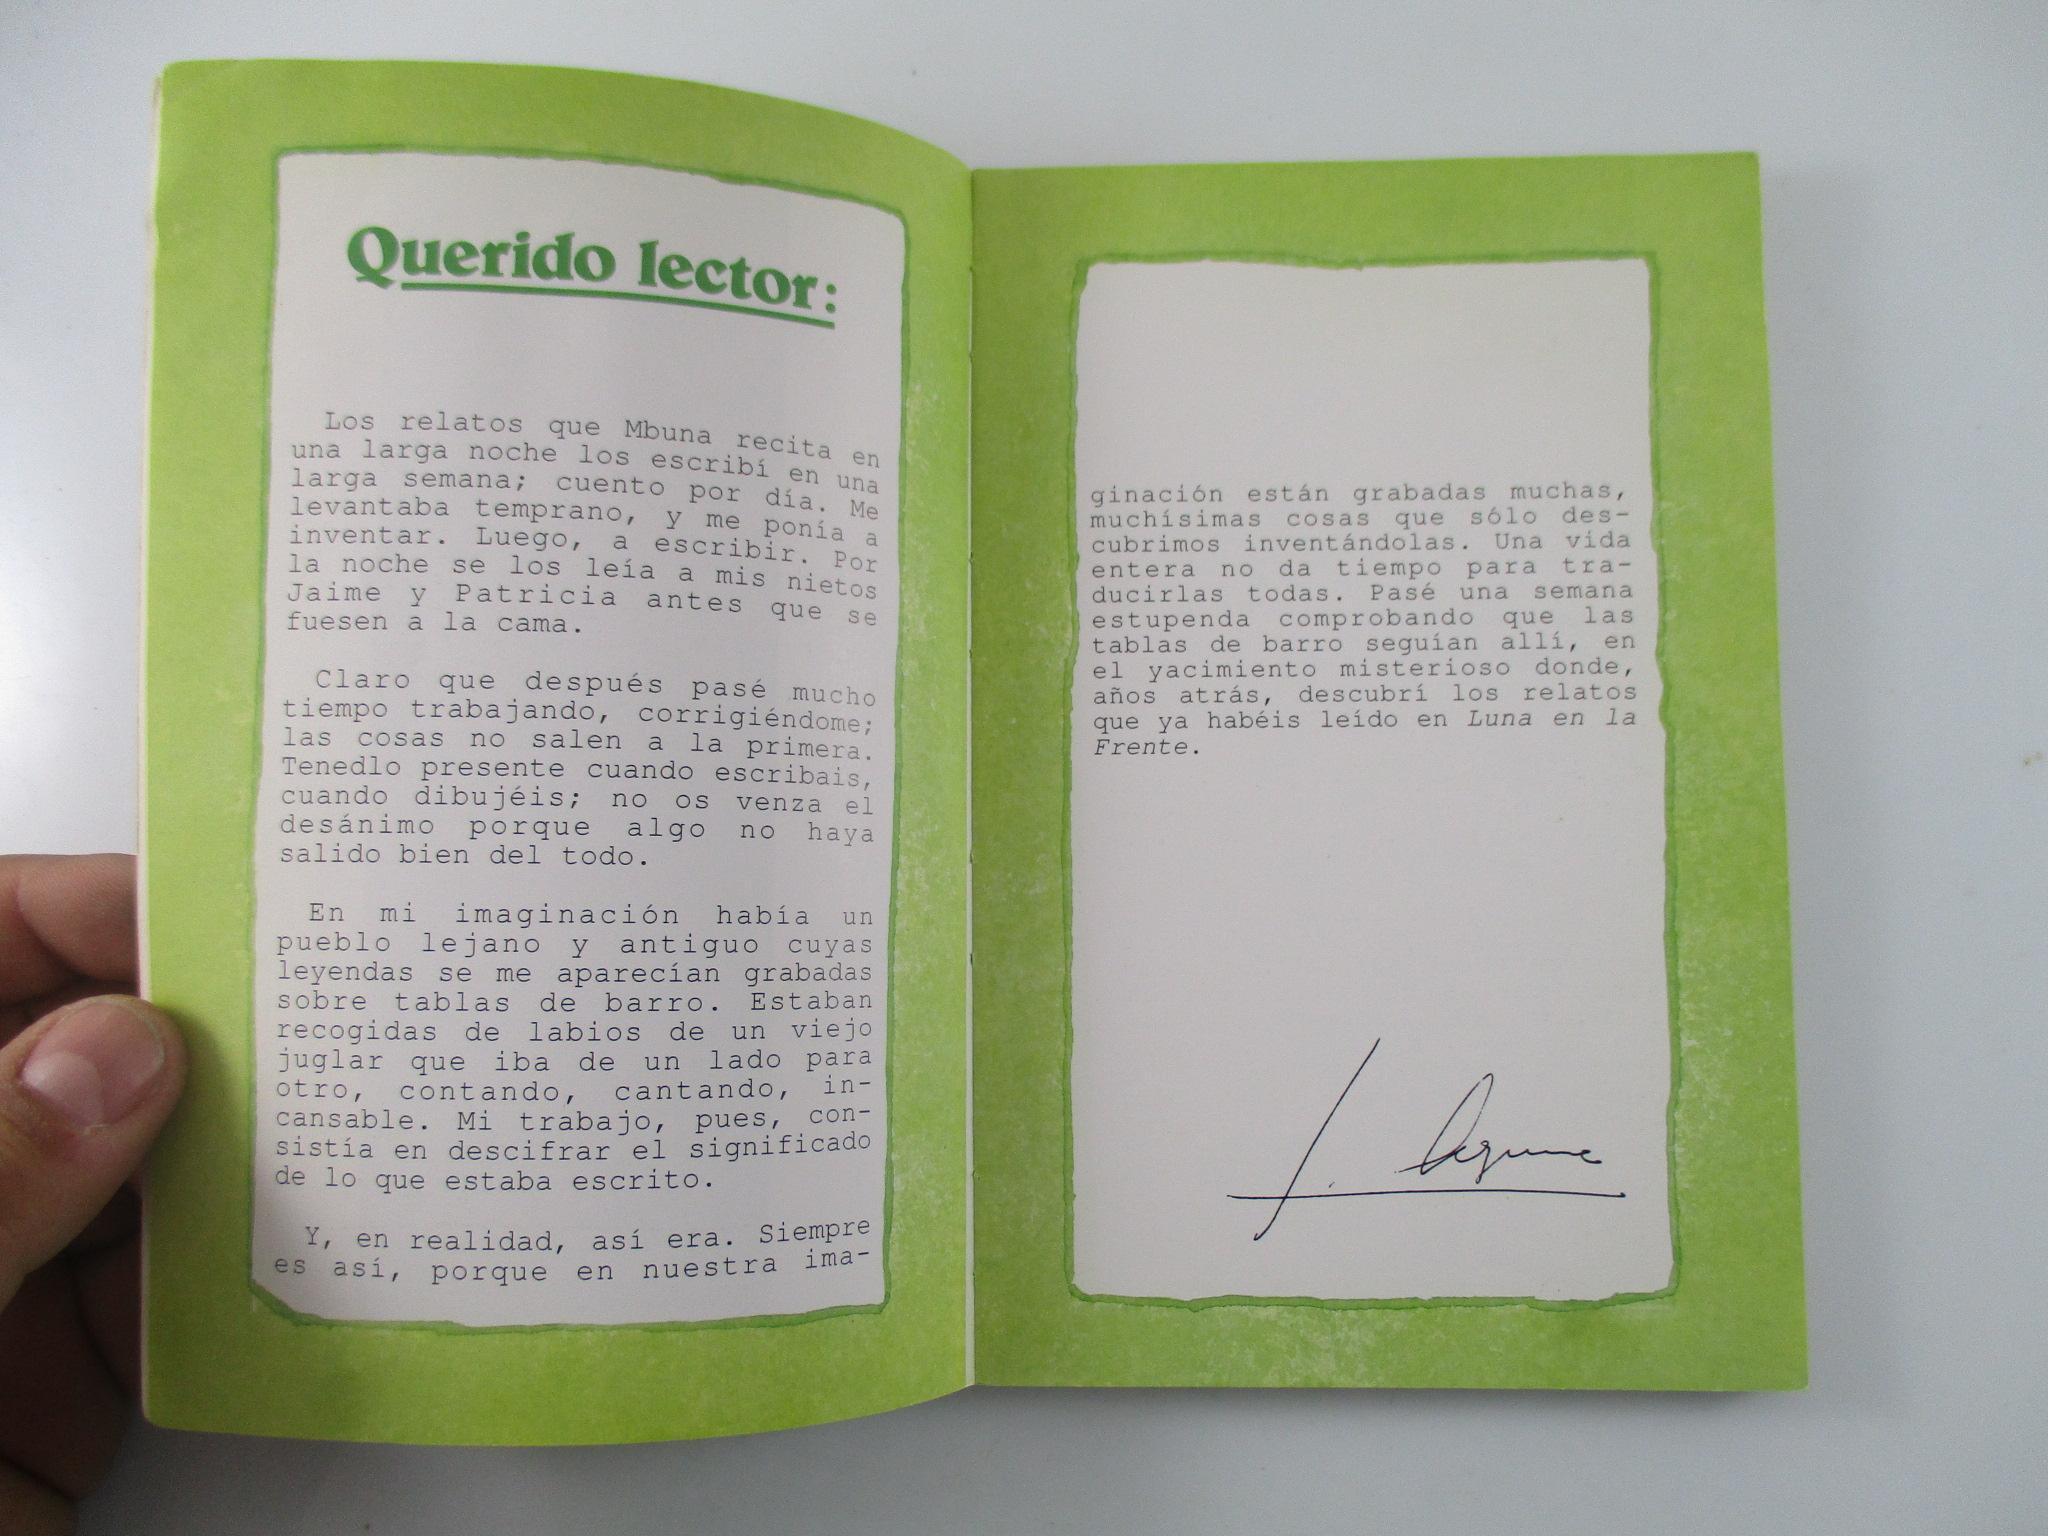 Querido lector:
Los relatos que Mbuna recita en
una larga noche los escribí en una
larga semana; cuento por día. Me
levantaba temprano, y me ponía a
inventar. Luego, a escribir. Por
la noche se los leía a mis nietos
Jaime y Patricia antes que se
fuesen a la cama.
Claro que después pasé mucho
tiempo trabajando, corrigiéndome;
las cosas no salen a la primera.
Tenedlo presente cuando escribais,
cuando dibujéis; no os venza el
desánimo porque algo no haya
salido bien del todo.
En mi imaginación había un
pueblo lejano y antiguo cuyas
leyendas se me aparecían grabadas
sobre tablas de barro. Estaban
recogidas de labios de un viejo
juglar que iba de un lado para
otro, contando, cantando, in-
cansable. Mi trabajo, pues, con-
sistía en descifrar el significado
de lo que estaba escrito.
Y, en realidad, así era. Siempre
es así, porque en nuestra ima-
ginación están grabadas muchas,
muchísimas cosas que sólo des-
cubrimos inventándolas. Una vida
entera no da tiempo para tra-
ducirlas todas. Pasé una semana
estupenda comprobando que las
tablas de barro seguían allí, en
el yacimiento misterioso donde,
años atrás, descubrí los relatos
que ya habéis leído en Luna en la
Frente.